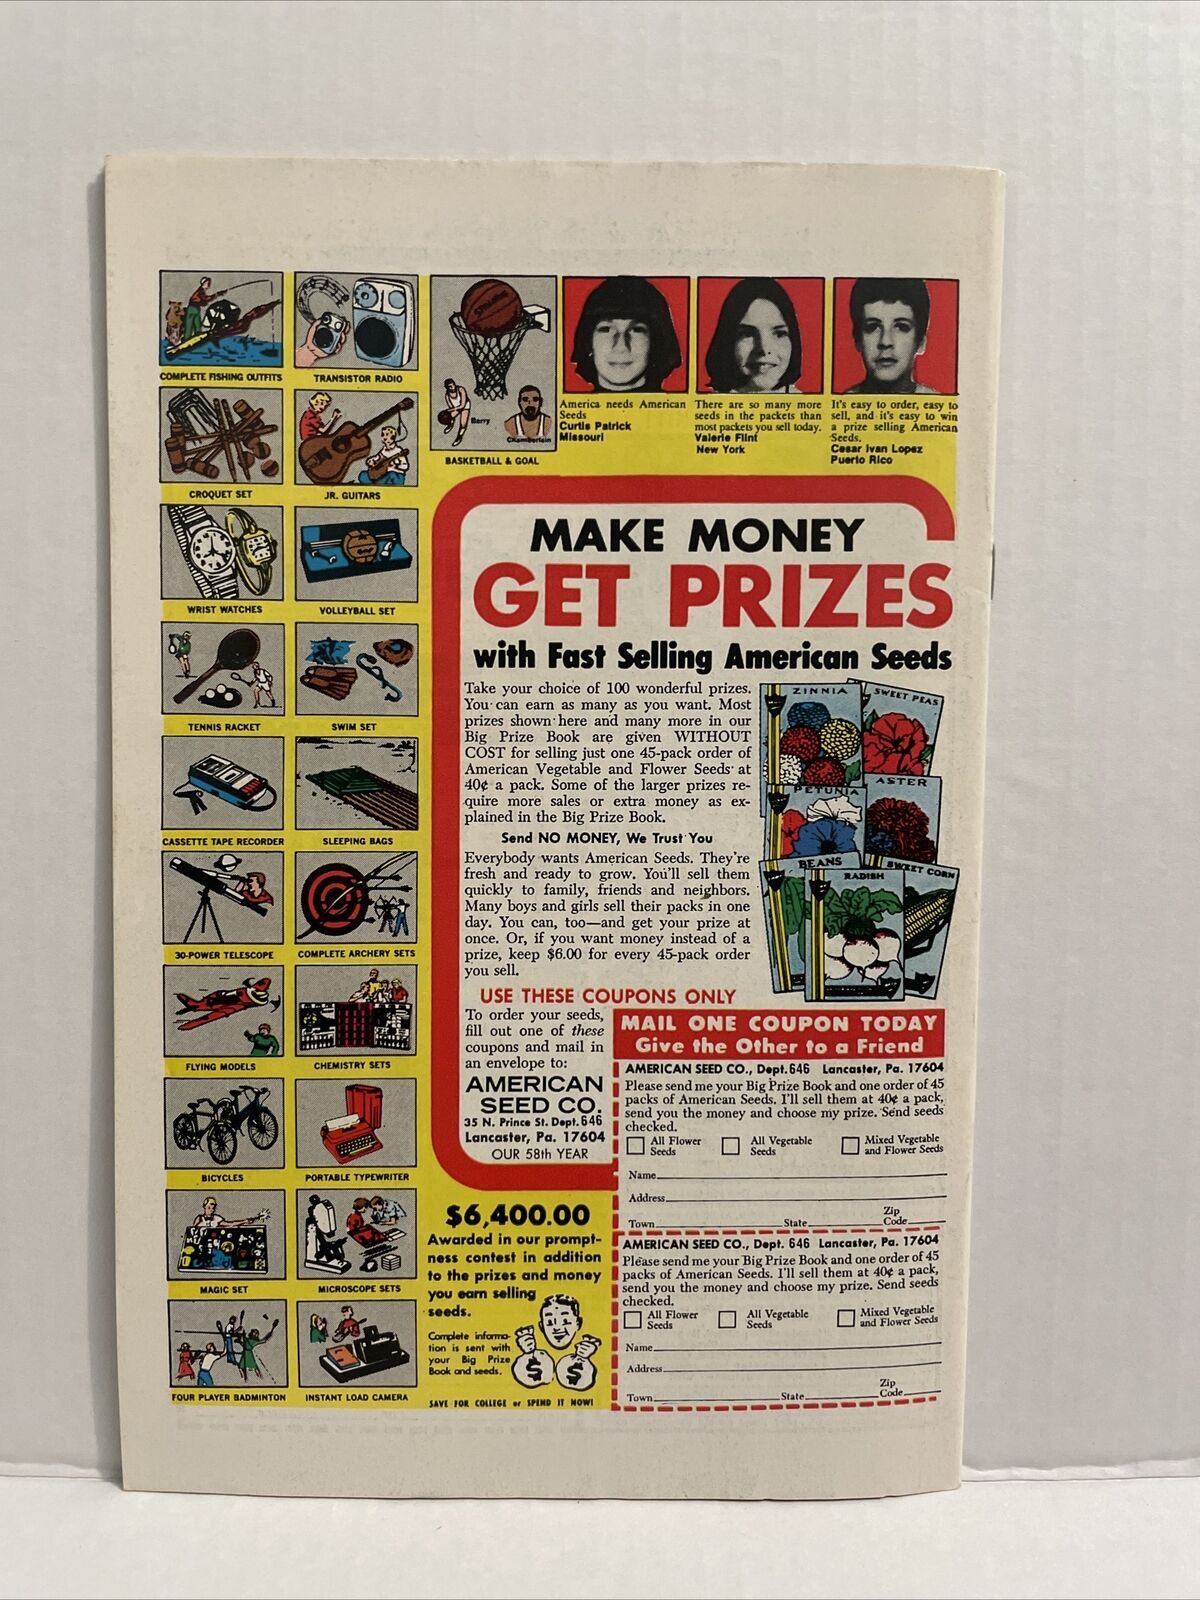 COMPLETE FISHING OUTFITS
TRANSISTOR RADIO
CROQUET SET
JR. GUITARS
WRIST WATCHES
VOLLEYBALL SET
TENNIS RACKET
SWIM SET
CASSETTE TAPE RECORDER
SLEEPING BAGS
30-POWER TELESCOPE
COMPLETE ARCHERY SETS
FLYING MODELS
CHEMISTRY SETS
BICYCLES
PORTABLE TYPEWRITER
MAGIC SET
MICROSCOPE SETS
FOUR PLAYER BADMINTON
INSTANT LOAD CAMERA
SPALDING
Barry
Chamberlain
BASKETBALL & GOAL
America needs American
Seeds
Curtis Patrick
Missouri
There are so many more
seeds in the packets than
most packets you sell today.
Valerie Flint
New York
It's easy to order, easy to
sell, and it's easy to win
a prize selling American
Seeds.
Cesar Ivan Lopez
Puerto Rico
MAKE MONEY
GET PRIZES
with Fast Selling American Seeds
Take your choice of 100 wonderful prizes.
You can earn as many as you want. Most
prizes shown here and many more in our
Big Prize Book are given WITHOUT
COST for selling just one 45-pack order of
American Vegetable and Flower Seeds at
40¢ a pack. Some of the larger prizes re-
quire more sales or extra money as ex-
plained in the Big Prize Book.
Send NO MONEY, We Trust You
Everybody wants American Seeds. They're
fresh and ready to grow. You'll sell them
quickly to family, friends and neighbors.
Many boys and girls sell their packs in one
day. You can, too—and get your prize at
once. Or, if you want money instead of a
prize, keep $6.00 for every 45-pack order
you sell.
ZINNIA
SWEET PEAS
PETUNIA
ASTER
BEANS
RADISH
SWEET CORN
USE THESE COUPONS ONLY
To order your seeds,
fill out one of these
coupons and mail in
an envelope to:
AMERICAN
SEED CO.
35 N. Prince St. Dept. 646
Lancaster, Pa. 17604
OUR 58th YEAR
MAIL ONE COUPON TODAY
Give the Other to a Friend
AMERICAN SEED CO., Dept. 646 Lancaster, Pa. 17604
Please send me your Big Prize Book and one order of 45
packs of American Seeds. I'll sell them at 40¢ a pack,
send you the money and choose my prize. Send seeds
checked.
All Flower Seeds
All Vegetable Seeds
Mixed Vegetable and Flower Seeds
Name
Address
Town State Zip Code
AMERICAN SEED CO., Dept. 646 Lancaster, Pa. 17604
Please send me your Big Prize Book and one order of 45
packs of American Seeds. I'll sell them at 40¢ a pack,
send you the money and choose my prize. Send seeds
checked.
All Flower Seeds
All Vegetable Seeds
Mixed Vegetable and Flower Seeds
Name
Address
Town State Zip Code
$6,400.00
Awarded in our prompt-
ness contest in addition
to the prizes and money
you earn selling
seeds.
Complete informa-
tion is sent with
your Big Prize
Book and seeds.
$ $
SAVE FOR COLLEGE or SPEND IT NOW!